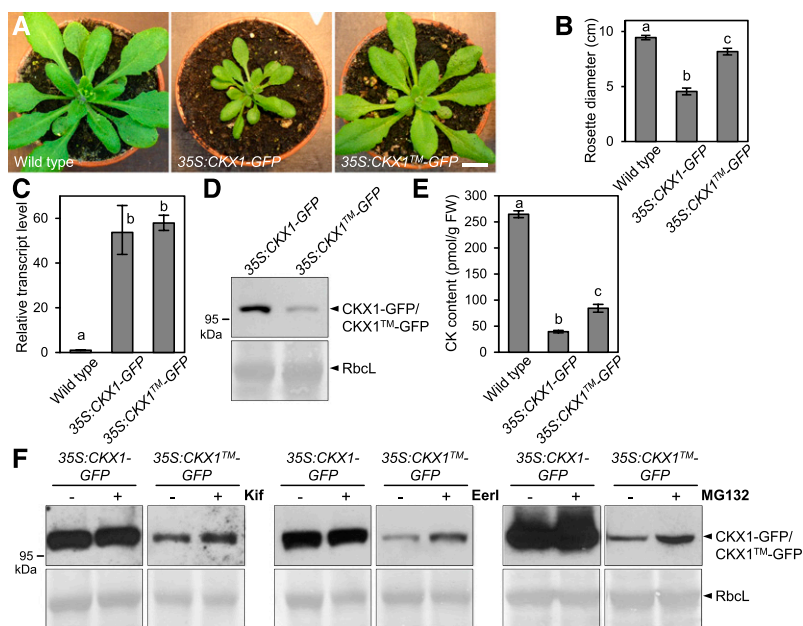 A
Wild type
35S:CKX1-GFP
35S:CKX1TM-GFP
B
Rosette diameter (cm)
10
5
0
a
b
c
Wild type
35S:CKX1-GFP
35S:CKX1TM-GFP
C
Relative transcript level
60
40
20
0
a
b
b
Wild type
35S:CKX1-GFP
35S:CKX1TM-GFP
D
35S:CKX1-GFP
35S:CKX1TM-GFP
95
kDa
CKX1-GFP/
CKX1TM-GFP
RbcL
E
CK content (pmol/g FW)
300
250
200
150
100
50
0
a
b
c
Wild type
35S:CKX1-GFP
35S:CKX1TM-GFP
F
35S:CKX1-
GFP
35S:CKX1TM-
GFP
35S:CKX1-
GFP
35S:CKX1TM-
GFP
35S:CKX1-
GFP
35S:CKX1TM-
GFP
- + - + Kif
- + - + EerI
- + - + MG132
95
kDa
CKX1-GFP/
CKX1TM-GFP
RbcL